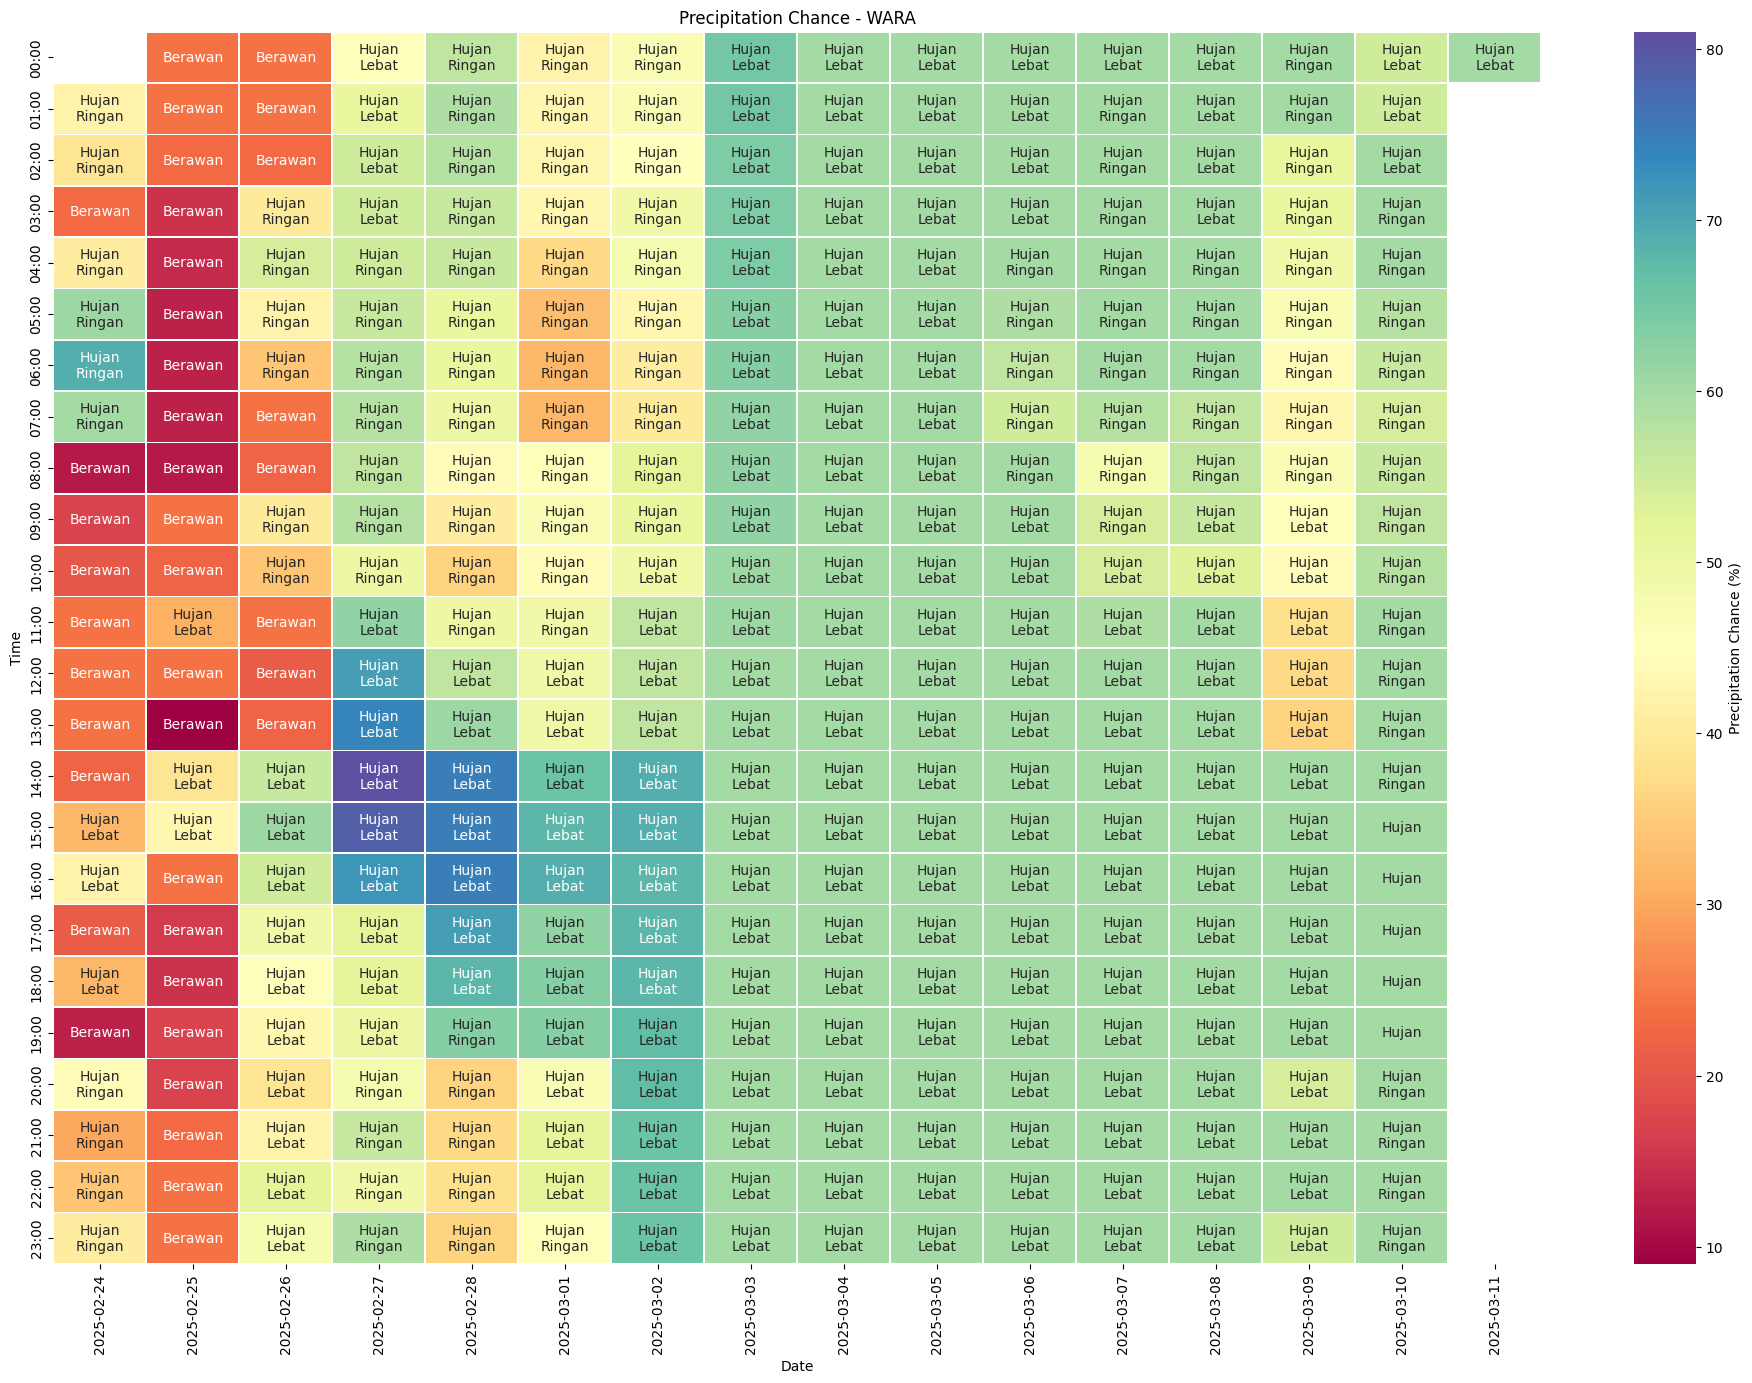 Precipitation Chance - WARA
00:00 Berawan Berawan Hujan Lebat Hujan Ringan Hujan Ringan Hujan Ringan Hujan Lebat Hujan Lebat Hujan Lebat Hujan Lebat Hujan Lebat Hujan Lebat Hujan Ringan Hujan Lebat Hujan Lebat
01:00 Hujan Ringan Berawan Berawan Hujan Lebat Hujan Ringan Hujan Ringan Hujan Ringan Hujan Lebat Hujan Lebat Hujan Lebat Hujan Lebat Hujan Ringan Hujan Lebat Hujan Ringan Hujan Lebat
02:00 Hujan Ringan Berawan Berawan Hujan Lebat Hujan Ringan Hujan Ringan Hujan Ringan Hujan Lebat Hujan Lebat Hujan Lebat Hujan Lebat Hujan Ringan Hujan Lebat Hujan Ringan Hujan Lebat
03:00 Berawan Berawan Hujan Ringan Hujan Lebat Hujan Ringan Hujan Ringan Hujan Ringan Hujan Lebat Hujan Lebat Hujan Lebat Hujan Lebat Hujan Ringan Hujan Lebat Hujan Ringan Hujan Ringan
04:00 Hujan Ringan Berawan Hujan Ringan Hujan Ringan Hujan Ringan Hujan Ringan Hujan Ringan Hujan Lebat Hujan Lebat Hujan Lebat Hujan Ringan Hujan Ringan Hujan Ringan Hujan Ringan Hujan Ringan
05:00 Hujan Ringan Berawan Hujan Ringan Hujan Ringan Hujan Ringan Hujan Ringan Hujan Ringan Hujan Lebat Hujan Lebat Hujan Lebat Hujan Ringan Hujan Ringan Hujan Ringan Hujan Ringan Hujan Ringan
06:00 Hujan Ringan Berawan Hujan Ringan Hujan Ringan Hujan Ringan Hujan Ringan Hujan Ringan Hujan Lebat Hujan Lebat Hujan Lebat Hujan Ringan Hujan Ringan Hujan Ringan Hujan Ringan Hujan Ringan
07:00 Hujan Ringan Berawan Berawan Hujan Ringan Hujan Ringan Hujan Ringan Hujan Ringan Hujan Lebat Hujan Lebat Hujan Lebat Hujan Ringan Hujan Ringan Hujan Ringan Hujan Ringan Hujan Ringan
08:00 Berawan Berawan Berawan Hujan Ringan Hujan Ringan Hujan Ringan Hujan Ringan Hujan Lebat Hujan Lebat Hujan Lebat Hujan Ringan Hujan Ringan Hujan Ringan Hujan Ringan Hujan Ringan
09:00 Berawan Berawan Hujan Ringan Hujan Ringan Hujan Ringan Hujan Ringan Hujan Ringan Hujan Lebat Hujan Lebat Hujan Lebat Hujan Lebat Hujan Ringan Hujan Lebat Hujan Lebat Hujan Ringan
10:00 Berawan Berawan Hujan Ringan Hujan Ringan Hujan Ringan Hujan Ringan Hujan Lebat Hujan Lebat Hujan Lebat Hujan Lebat Hujan Lebat Hujan Lebat Hujan Lebat Hujan Lebat Hujan Ringan
11:00 Berawan Hujan Lebat Berawan Hujan Lebat Hujan Ringan Hujan Ringan Hujan Lebat Hujan Lebat Hujan Lebat Hujan Lebat Hujan Lebat Hujan Lebat Hujan Lebat Hujan Lebat Hujan Ringan
12:00 Berawan Berawan Berawan Hujan Lebat Hujan Lebat Hujan Lebat Hujan Lebat Hujan Lebat Hujan Lebat Hujan Lebat Hujan Lebat Hujan Lebat Hujan Lebat Hujan Lebat Hujan Ringan
13:00 Berawan Berawan Berawan Hujan Lebat Hujan Lebat Hujan Lebat Hujan Lebat Hujan Lebat Hujan Lebat Hujan Lebat Hujan Lebat Hujan Lebat Hujan Lebat Hujan Lebat Hujan Ringan
14:00 Berawan Hujan Lebat Hujan Lebat Hujan Lebat Hujan Lebat Hujan Lebat Hujan Lebat Hujan Lebat Hujan Lebat Hujan Lebat Hujan Lebat Hujan Lebat Hujan Lebat Hujan Lebat Hujan Ringan
15:00 Hujan Lebat Hujan Lebat Hujan Lebat Hujan Lebat Hujan Lebat Hujan Lebat Hujan Lebat Hujan Lebat Hujan Lebat Hujan Lebat Hujan Lebat Hujan Lebat Hujan Lebat Hujan Lebat Hujan
16:00 Hujan Lebat Berawan Hujan Lebat Hujan Lebat Hujan Lebat Hujan Lebat Hujan Lebat Hujan Lebat Hujan Lebat Hujan Lebat Hujan Lebat Hujan Lebat Hujan Lebat Hujan Lebat Hujan
17:00 Berawan Berawan Hujan Lebat Hujan Lebat Hujan Lebat Hujan Lebat Hujan Lebat Hujan Lebat Hujan Lebat Hujan Lebat Hujan Lebat Hujan Lebat Hujan Lebat Hujan Lebat Hujan
18:00 Hujan Lebat Berawan Hujan Lebat Hujan Lebat Hujan Lebat Hujan Lebat Hujan Lebat Hujan Lebat Hujan Lebat Hujan Lebat Hujan Lebat Hujan Lebat Hujan Lebat Hujan Lebat Hujan
19:00 Berawan Berawan Hujan Lebat Hujan Lebat Hujan Ringan Hujan Lebat Hujan Lebat Hujan Lebat Hujan Lebat Hujan Lebat Hujan Lebat Hujan Lebat Hujan Lebat Hujan Lebat Hujan
20:00 Hujan Ringan Berawan Hujan Lebat Hujan Ringan Hujan Ringan Hujan Lebat Hujan Lebat Hujan Lebat Hujan Lebat Hujan Lebat Hujan Lebat Hujan Lebat Hujan Lebat Hujan Lebat Hujan Ringan
21:00 Hujan Ringan Berawan Hujan Lebat Hujan Ringan Hujan Ringan Hujan Lebat Hujan Lebat Hujan Lebat Hujan Lebat Hujan Lebat Hujan Lebat Hujan Lebat Hujan Lebat Hujan Lebat Hujan Ringan
22:00 Hujan Ringan Berawan Hujan Lebat Hujan Ringan Hujan Ringan Hujan Lebat Hujan Lebat Hujan Lebat Hujan Lebat Hujan Lebat Hujan Lebat Hujan Lebat Hujan Lebat Hujan Lebat Hujan Ringan
23:00 Hujan Ringan Berawan Hujan Lebat Hujan Ringan Hujan Ringan Hujan Ringan Hujan Lebat Hujan Lebat Hujan Lebat Hujan Lebat Hujan Lebat Hujan Lebat Hujan Lebat Hujan Lebat Hujan Ringan
Time
2025-02-24 2025-02-25 2025-02-26 2025-02-27 2025-02-28 2025-03-01 2025-03-02 2025-03-03 2025-03-04 2025-03-05 2025-03-06 2025-03-07 2025-03-08 2025-03-09 2025-03-10 2025-03-11
Date
80
70
60
50
40
30
20
10
Precipitation Chance (%)